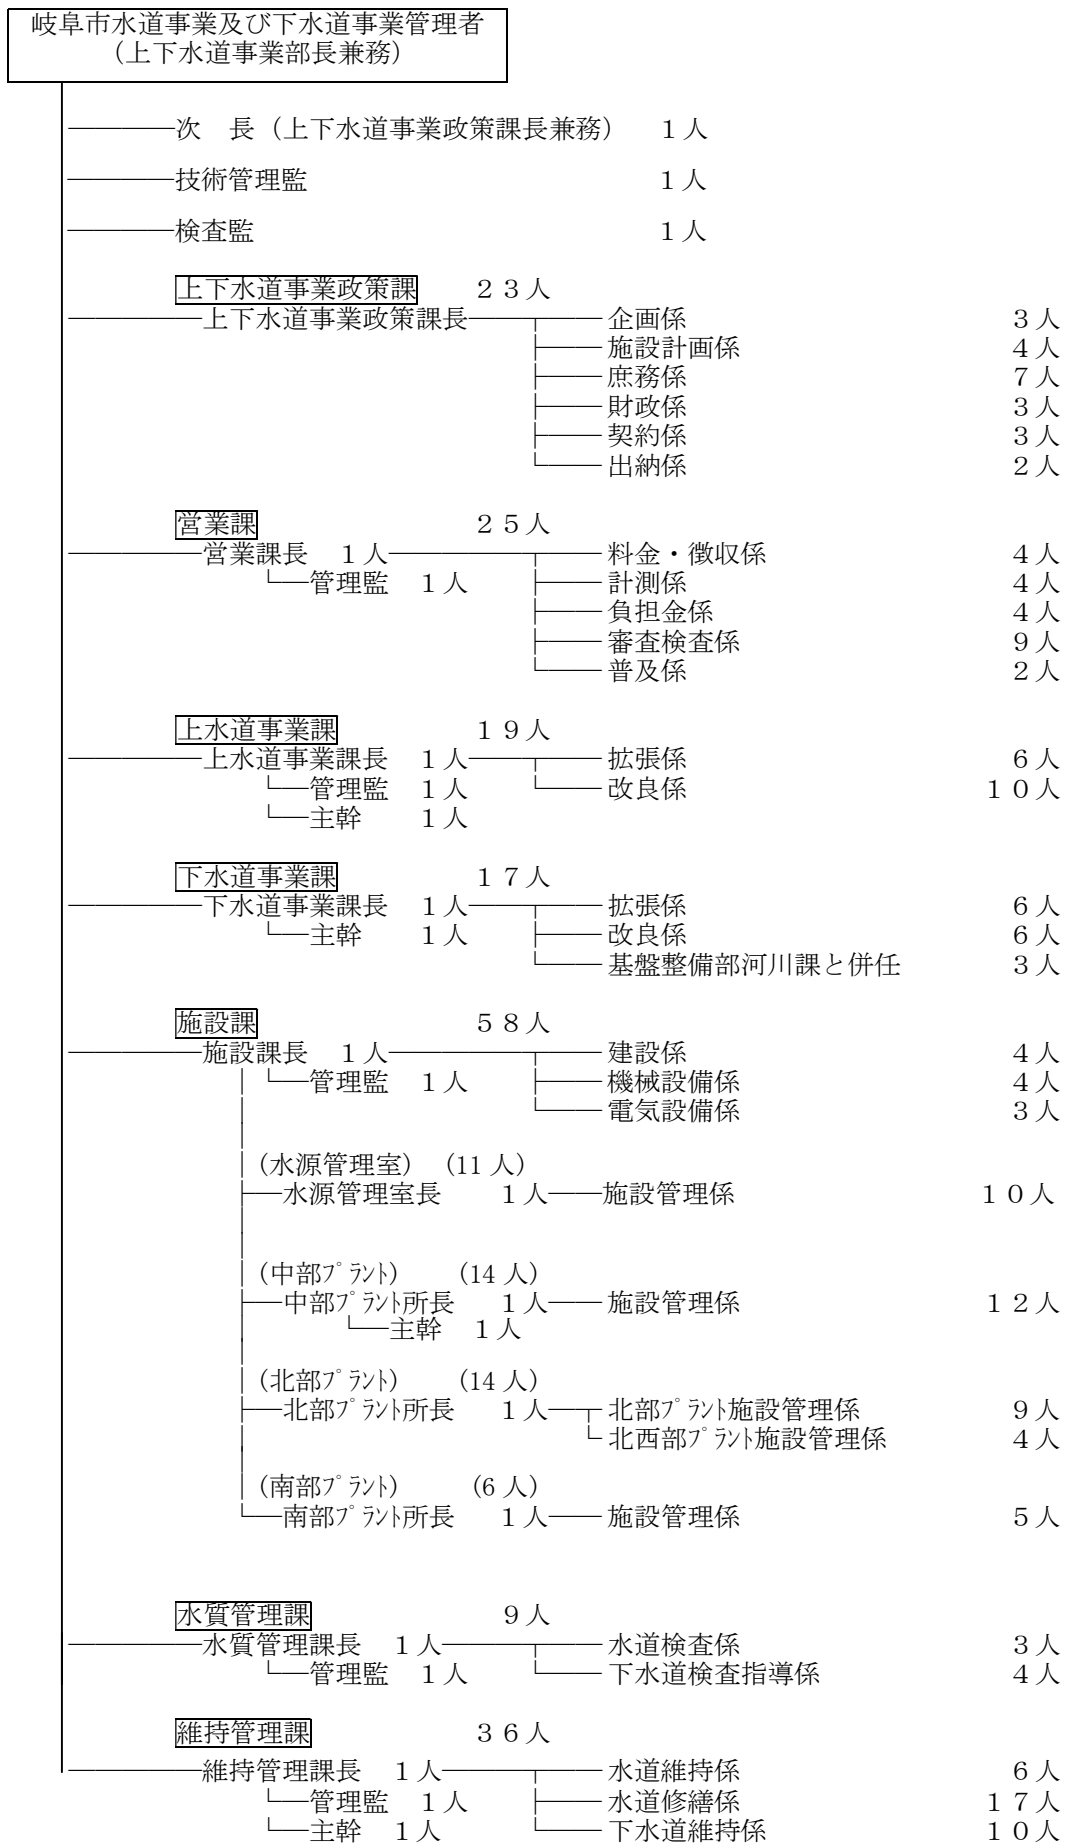 岐阜市水道事業及び下水道事業管理者
（上下水道事業部長兼務）
次　長（上下水道事業政策課長兼務）　１人
技術管理監　１人
検査監　１人
上下水道事業政策課　２３人
上下水道事業政策課長　企画係　３人
施設計画係　４人
庶務係　７人
財政係　３人
契約係　３人
出納係　２人
営業課　２５人
営業課長　１人　料金・徴収係　４人
管理監　１人　計測係　４人
負担金係　４人
審査検査係　９人
普及係　２人
上水道事業課　１９人
上水道事業課長　１人　拡張係　６人
管理監　１人　改良係　１０人
主幹　１人
下水道事業課　１７人
下水道事業課長　１人　拡張係　６人
主幹　１人　改良係　６人
基盤整備部河川課と併任　３人
施設課　５８人
施設課長　１人　建設係　４人
管理監　１人　機械設備係　４人
電気設備係　３人
（水源管理室）　（11 人）
水源管理室長　１人　施設管理係　１０人
（中部ﾌﾟﾗﾝﾄ）　（14 人）
中部ﾌﾟﾗﾝﾄ所長　１人　施設管理係　１２人
主幹　１人
（北部ﾌﾟﾗﾝﾄ）　（14 人）
北部ﾌﾟﾗﾝﾄ所長　１人　北部ﾌﾟﾗﾝﾄ施設管理係　９人
北西部ﾌﾟﾗﾝﾄ施設管理係　４人
（南部ﾌﾟﾗﾝﾄ）　（6 人）
南部ﾌﾟﾗﾝﾄ所長　１人　施設管理係　５人
水質管理課　９人
水質管理課長　１人　水道検査係　３人
管理監　１人　下水道検査指導係　４人
維持管理課　３６人
維持管理課長　１人　水道維持係　６人
管理監　１人　水道修繕係　１７人
主幹　１人　下水道維持係　１０人